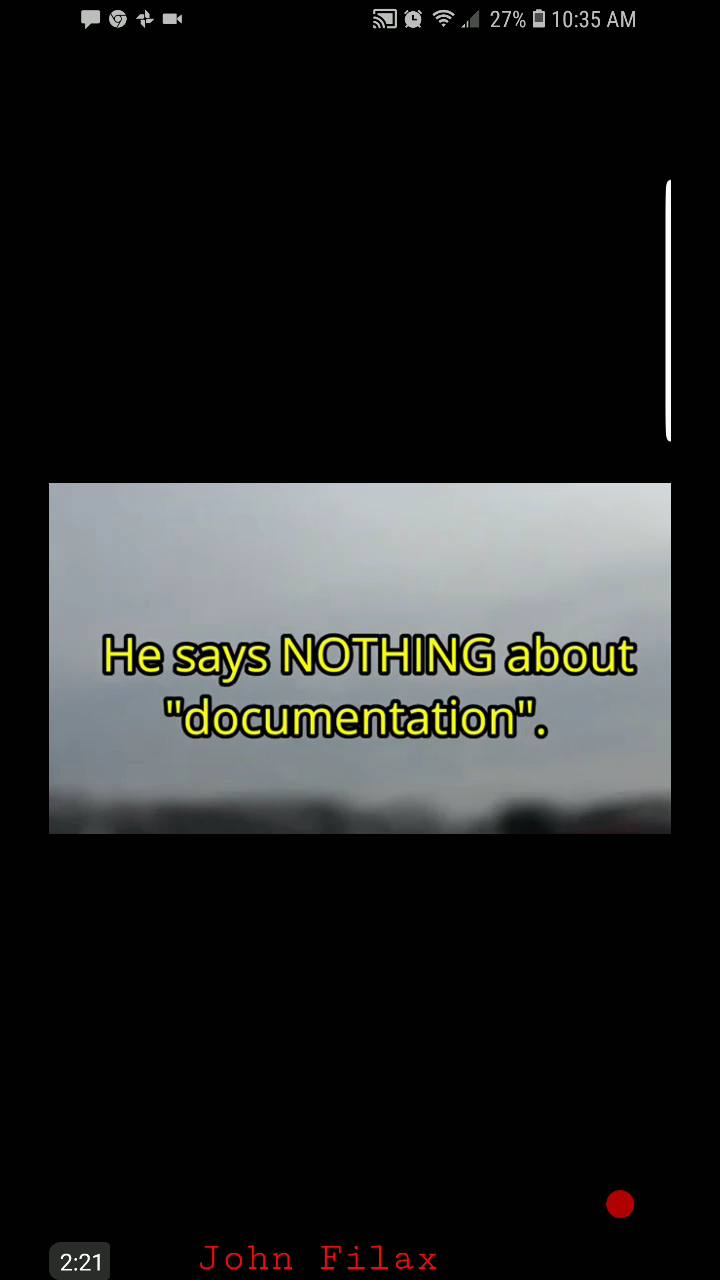 27% 10:35 AM
He says NOTHING about
"documentation".
2:21
John Filax